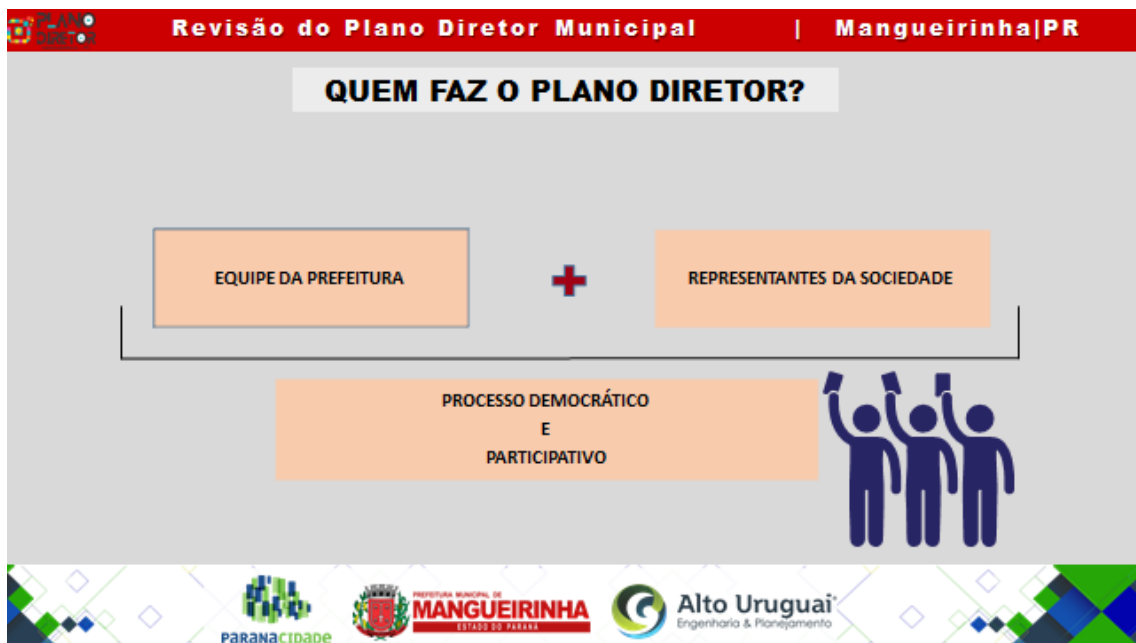 PLANO
DIRETOR
Revisão do Plano Diretor Municipal | Mangueirinha|PR
QUEM FAZ O PLANO DIRETOR?
EQUIPE DA PREFEITURA
REPRESENTANTES DA SOCIEDADE
PROCESSO DEMOCRÁTICO
E
PARTICIPATIVO
PARANACIDADE
PREFEITURA MUNICIPAL DE
MANGUEIRINHA
ESTADO DO PARANÁ
Alto Uruguai
Engenharia & Planejamento